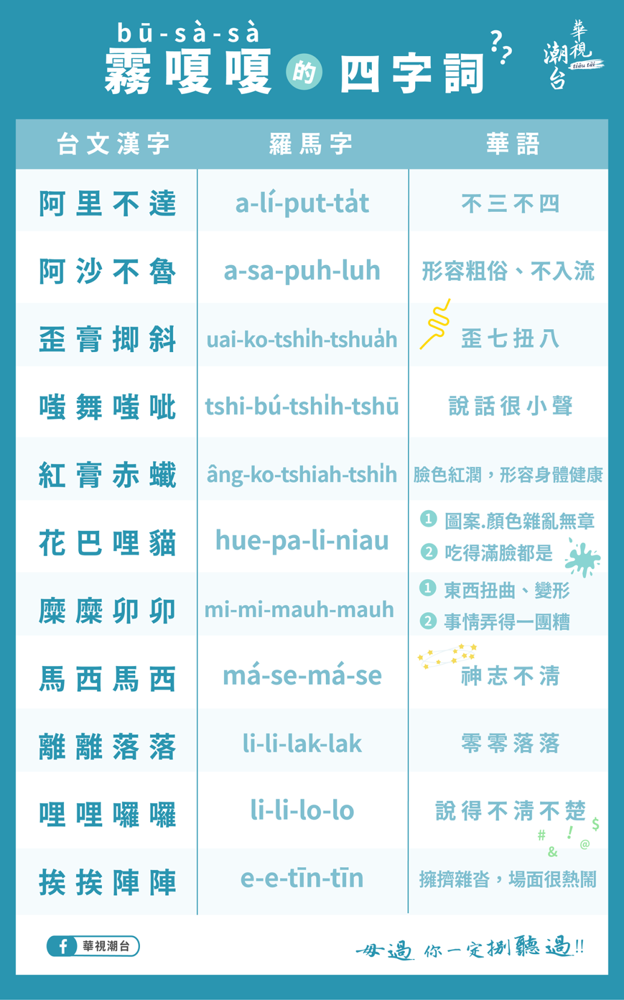 bū-sà-sà
霧嗄嗄的四字詞??
華視
潮台
tiâu tâi
台文漢字 羅馬字 華語
阿里不達 a-lí-put-ta̍t 不三不四
阿沙不魯 a-sa-puh-luh 形容粗俗、不入流
歪膏揤斜 uai-ko-tshi̍h-tshua̍h 歪七扭八
嗤舞嗤呲 tshi-bú-tshi̍h-tshū 說話很小聲
紅膏赤蠘 âng-ko-tshiah-tshi̍h 臉色紅潤，形容身體健康
花巴哩貓 hue-pa-li-niau
1 圖案.顏色雜亂無章
2 吃得滿臉都是
糜糜卯卯 mi-mi-mauh-mauh
1 東西扭曲、變形
2 事情弄得一團糟
馬西馬西 má-se-má-se 神志不清
離離落落 li-li-lak-lak 零零落落
哩哩囉囉 li-li-lo-lo 說得不清不楚
# & ! @ $
挨挨陣陣 e-e-tīn-tīn 擁擠雜沓，場面很熱鬧
f 華視潮台
毋過 你一定捌聽過!!